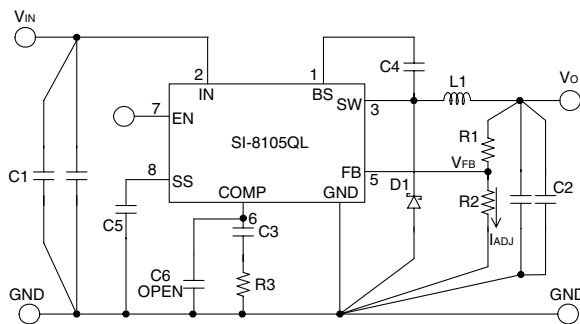 VIN
2
1
C4
L1
VO
IN
BS
SW
3
7
EN
SI-8105QL
R1
C1
8
SS
FB
5
VFB
D1
COMP
GND
R2
C2
C5
6
C3
IADJ
C6
OPEN
R3
GND
GND